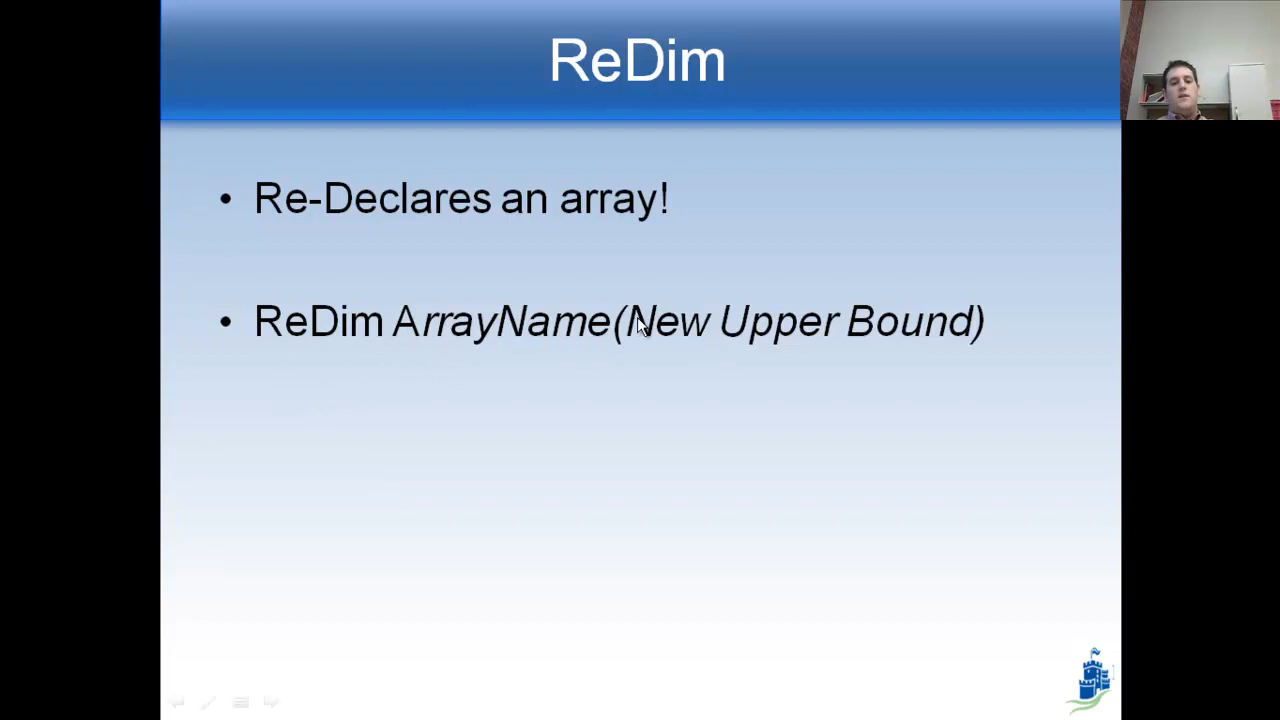 ReDim
• Re-Declares an array!
• ReDim ArrayName(New Upper Bound)